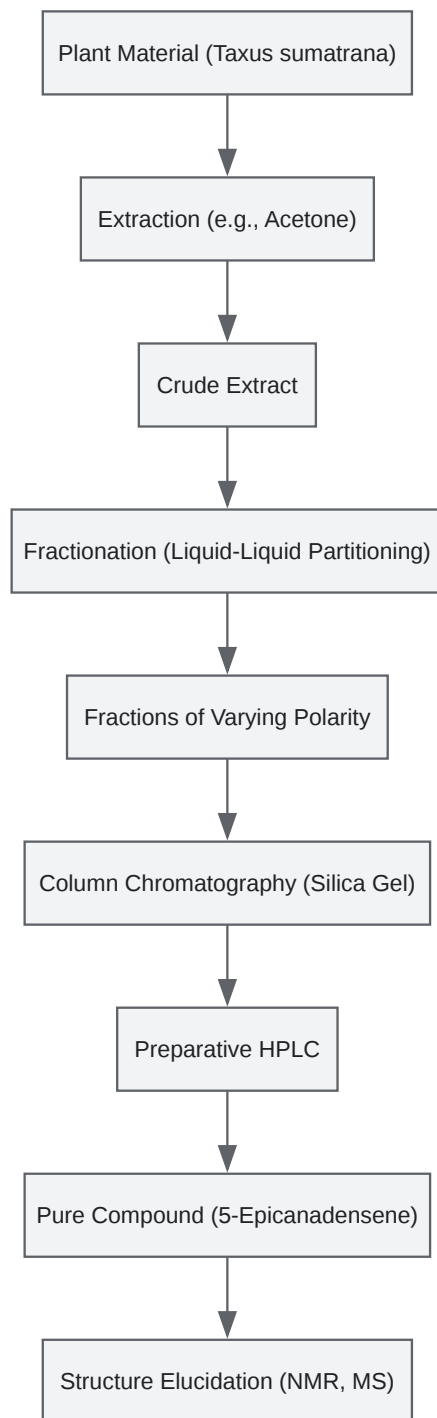 Plant Material (Taxus sumatrana)
Extraction (e.g., Acetone)
Crude Extract
Fractionation (Liquid-Liquid Partitioning)
Fractions of Varying Polarity
Column Chromatography (Silica Gel)
Preparative HPLC
Pure Compound (5-Epicanadensene)
Structure Elucidation (NMR, MS)